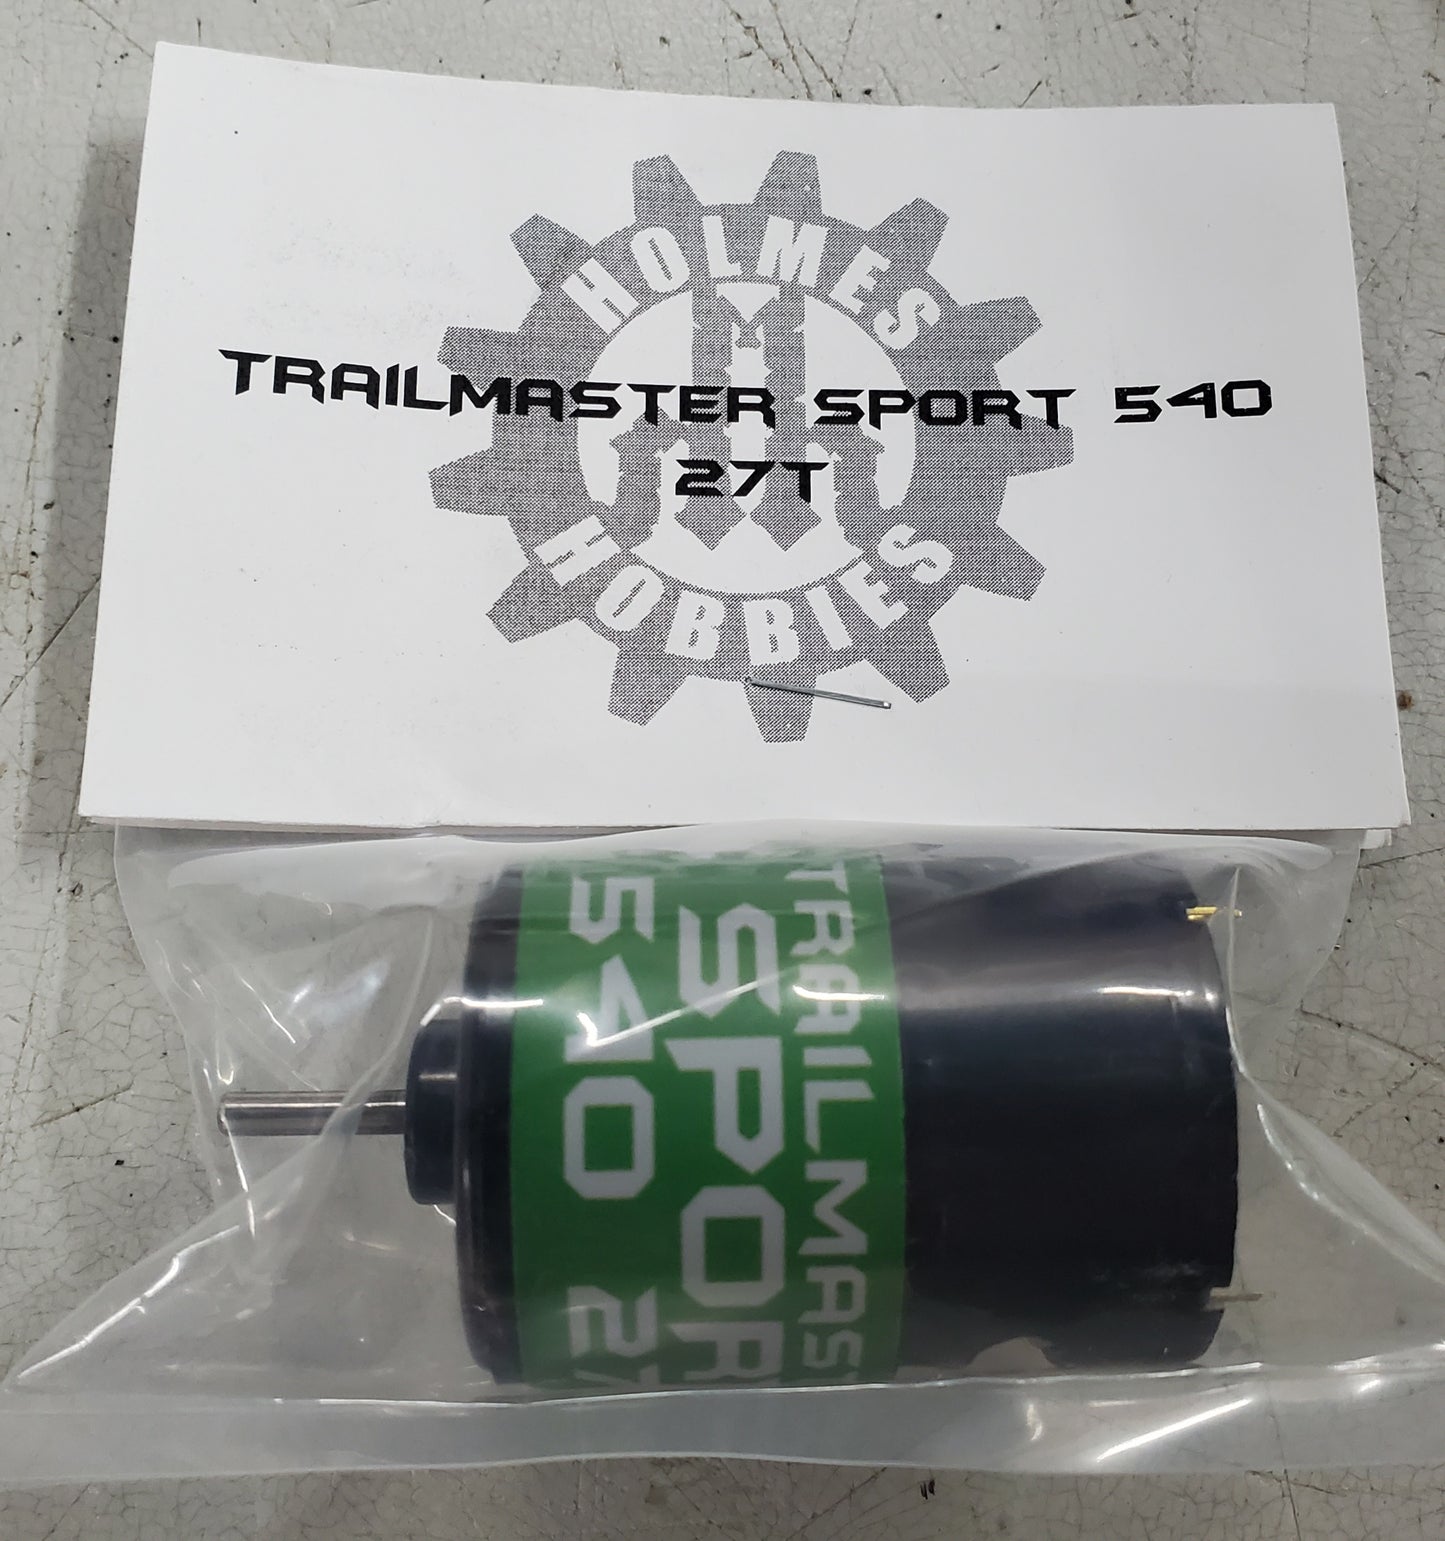 HOLMES
TRAILMASTER SPORT 540
27T
HOBBIES
TRAILMAS
SPOR
540 27